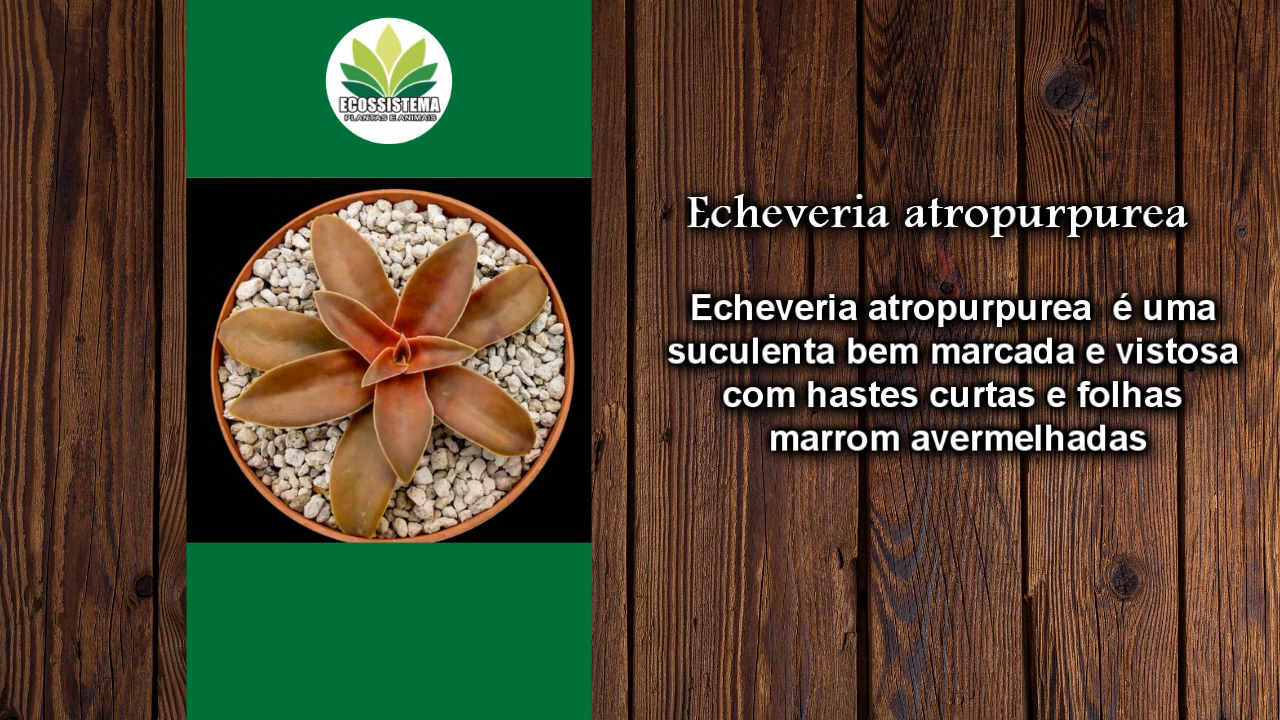 ECOSSISTEMA
PLANTAS E ANIMAIS
Echeveria atropurpurea
Echeveria atropurpurea é uma
suculenta bem marcada e vistosa
com hastes curtas e folhas
marrom avermelhadas